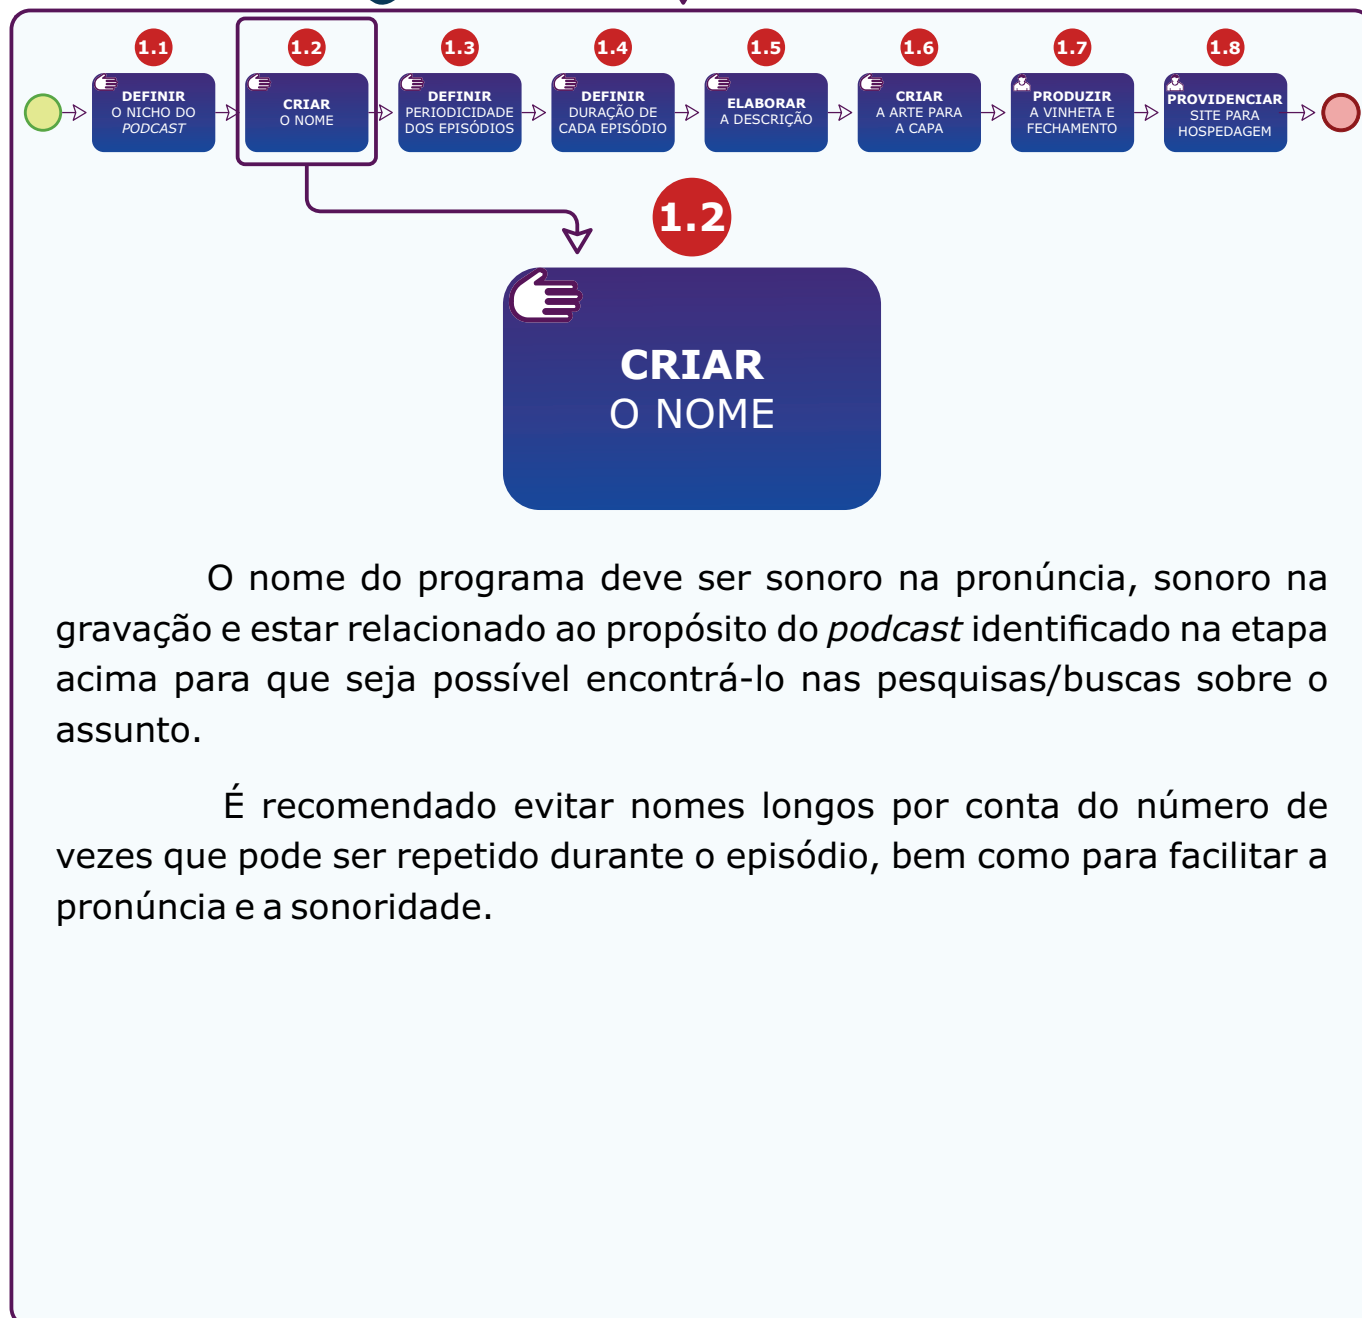 1.1
DEFINIR
O NICHO DO
PODCAST
1.2
CRIAR
O NOME
1.3
DEFINIR
PERIODICIDADE
DOS EPISÓDIOS
1.4
DEFINIR
DURAÇÃO DE
CADA EPISÓDIO
1.5
ELABORAR
A DESCRIÇÃO
1.6
CRIAR
A ARTE PARA
A CAPA
1.7
PRODUZIR
A VINHETA E
FECHAMENTO
1.8
PROVIDENCIAR
SITE PARA
HOSPEDAGEM
1.2
CRIAR
O NOME
O nome do programa deve ser sonoro na pronúncia, sonoro na
gravação e estar relacionado ao propósito do podcast identificado na etapa
acima para que seja possível encontrá-lo nas pesquisas/buscas sobre o
assunto.
É recomendado evitar nomes longos por conta do número de
vezes que pode ser repetido durante o episódio, bem como para facilitar a
pronúncia e a sonoridade.